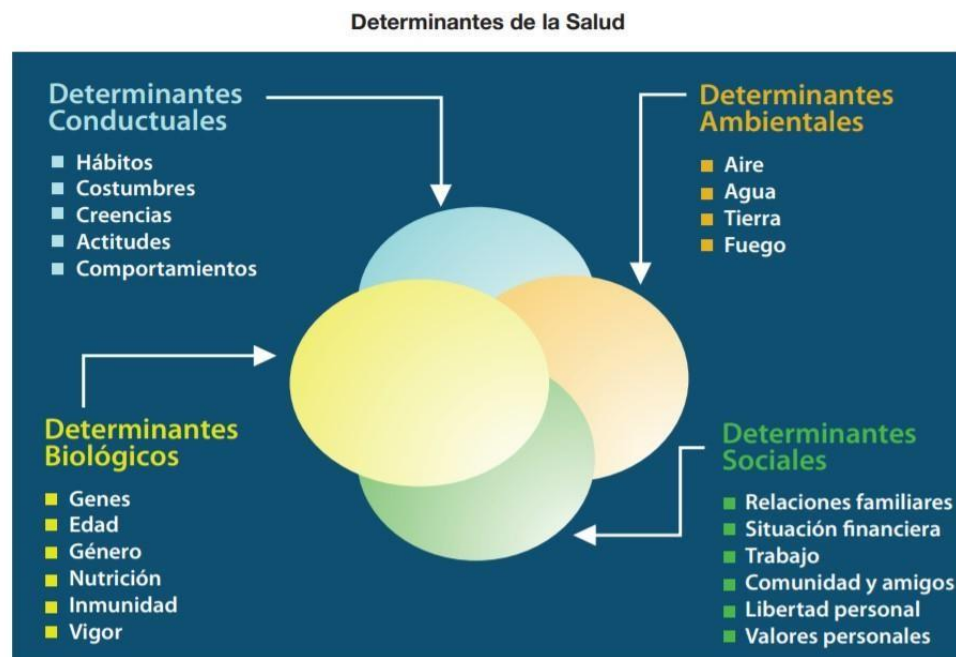 Determinantes de la Salud
Determinantes
Conductuales
Hábitos
Costumbres
Creencias
Actitudes
Comportamientos
Determinantes
Ambientales
Aire
Agua
Tierra
Fuego
Determinantes
Biológicos
Genes
Edad
Género
Nutrición
Inmunidad
Vigor
Determinantes
Sociales
Relaciones familiares
Situación financiera
Trabajo
Comunidad y amigos
Libertad personal
Valores personales